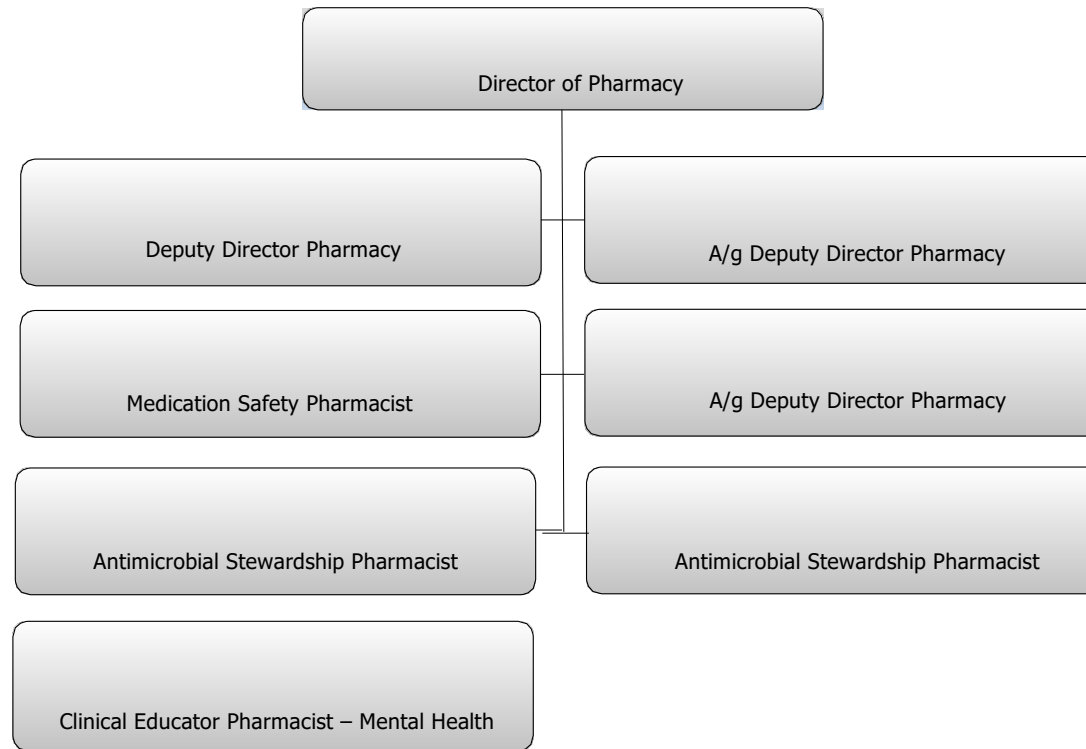 Director of Pharmacy
Deputy Director Pharmacy
A/g Deputy Director Pharmacy
Medication Safety Pharmacist
A/g Deputy Director Pharmacy
Antimicrobial Stewardship Pharmacist
Antimicrobial Stewardship Pharmacist
Clinical Educator Pharmacist – Mental Health